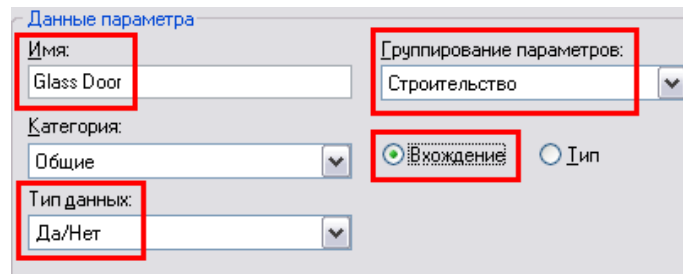 Данные параметра
Имя:
Glass Door
Группирование параметров:
Строительство
Категория:
Общие
Вхождение
Тип
Тип данных:
Да/Нет